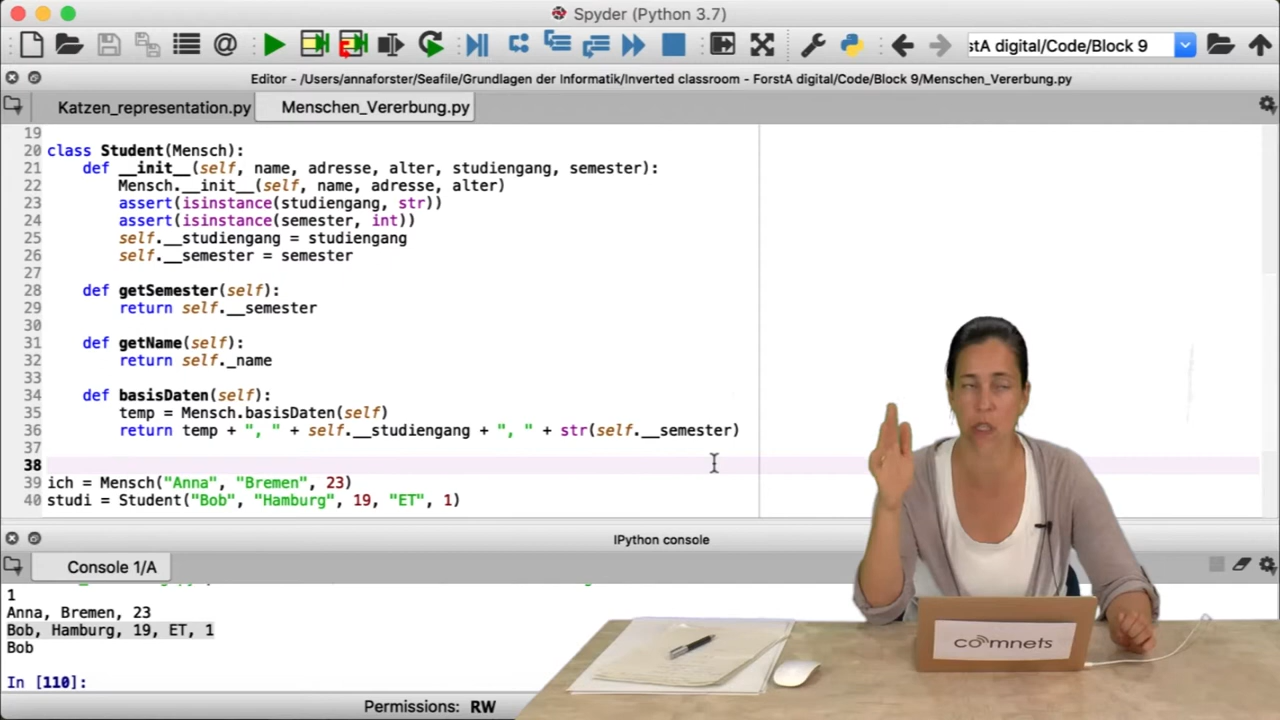 Spyder (Python 3.7)
stA digital/Code/Block 9
Editor - /Users/annaforster/Seafile/Grundlagen der Informatik/Inverted classroom - ForstA digital/Code/Block 9/Menschen_Vererbung.py
Katzen_representation.py
Menschen_Vererbung.py
19
20 class Student(Mensch):
21 def __init__(self, name, adresse, alter, studiengang, semester):
22 Mensch.__init__(self, name, adresse, alter)
23 assert(isinstance(studiengang, str))
24 assert(isinstance(semester, int))
25 self.__studiengang = studiengang
26 self.__semester = semester
27
28 def getSemester(self):
29 return self.__semester
30
31 def getName(self):
32 return self._name
33
34 def basisDaten(self):
35 temp = Mensch.basisDaten(self)
36 return temp + ", " + self.__studiengang + ", " + str(self.__semester)
37
38
39 ich = Mensch("Anna", "Bremen", 23)
40 studi = Student("Bob", "Hamburg", 19, "ET", 1)
IPython console
Console 1/A
1
Anna, Bremen, 23
Bob, Hamburg, 19, ET, 1
Bob
In [110]:
Permissions: RW
comnets